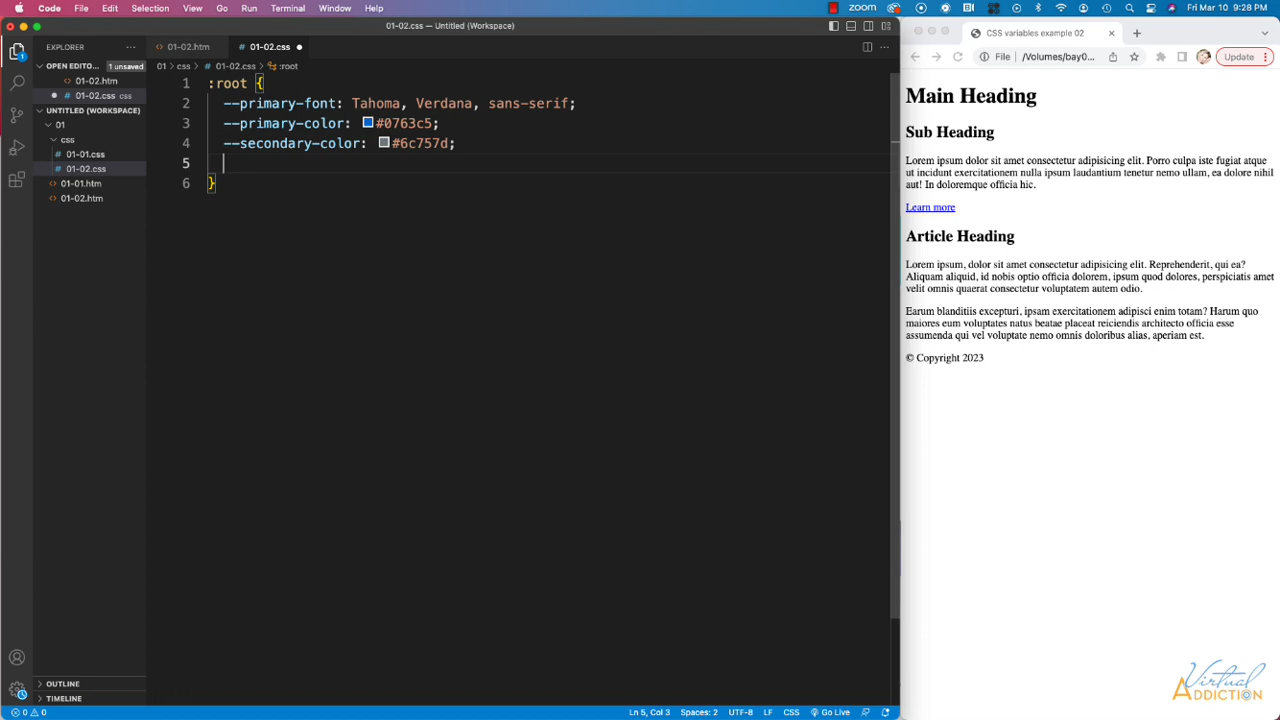 Code File Edit Selection View Go Run Terminal Window Help
Mon Oct 10 3:10:28 PM
01-02.css — Untitled (Workspace)
EXPLORER
OPEN EDITO... 1 unsaved
01-02.htm
01-02.css css
UNTITLED (WORKSPACE)
01
css
# 01-01.css
# 01-02.css
01-01.htm
01-02.htm
OUTLINE
TIMELINE
01-02.htm
# 01-02.css
01 > css > # 01-02.css > :root
1 :root {
2 --primary-font: Tahoma, Verdana, sans-serif;
3 --primary-color: #0763c5;
4 --secondary-color: #6c757d;
5
6 }
0 0
Ln 5, Col 3 Spaces: 2 UTF-8 LF CSS Go Live
CSS variables example 02
File /Volumes/bay0... Update
Main Heading
Sub Heading
Lorem ipsum dolor sit amet consectetur adipisicing elit. Porro culpa iste fugiat atque
ut incidunt exercitationem nulla ipsum laudantium tenetur nemo ullam, ea dolore nihil
aut! In doloremque officia hic.
Learn more
Article Heading
Lorem ipsum, dolor sit amet consectetur adipisicing elit. Reprehenderit, qui ea?
Aliquam aliquid, id nobis optio officia dolorem, ipsum quod dolores, perspiciatis amet
velit omnis quaerat consectetur voluptatem autem odio.
Earum blanditiis excepturi, ipsam exercitationem adipisci enim totam? Harum quo
maiores eum voluptates natus beatae placeat reiciendis architecto officia esse
assumenda qui vel voluptate nemo omnis doloribus alias, aperiam est.
© Copyright 2023
Virtual
ADDICTION